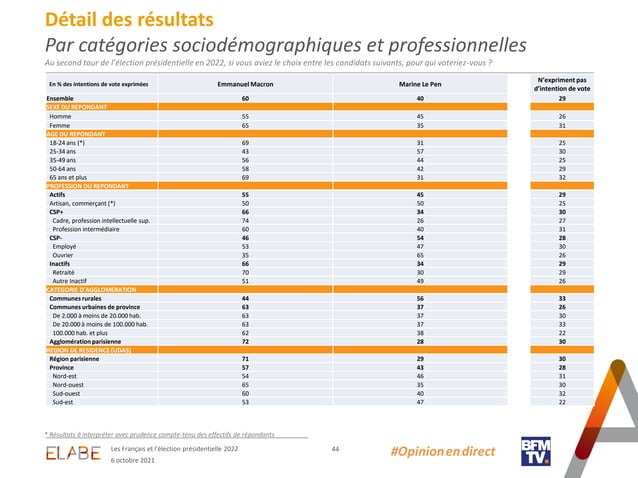 Détail des résultats
Par catégories sociodémographiques et professionnelles
Au second tour de l'élection présidentielle en 2022, si vous aviez le choix entre les candidats suivants, pour qui voteriez-vous ?
En % des intentions de vote exprimées Emmanuel Macron Marine Le Pen N'expriment pas d'intention de vote
Ensemble 60 40 29
SEXE DU REPONDANT
Homme 55 45 26
Femme 65 35 31
AGE DU REPONDANT
18-24 ans (*) 69 31 25
25-34 ans 43 57 30
35-49 ans 56 44 25
50-64 ans 58 42 29
65 ans et plus 69 31 32
PROFESSION DU REPONDANT
Actifs 55 45 29
Artisan, commerçant (*) 50 50 25
CSP+ 66 34 30
Cadre, profession intellectuelle sup. 74 26 27
Profession intermédiaire 60 40 31
CSP- 46 54 28
Employé 53 47 30
Ouvrier 35 65 26
Inactifs 66 34 29
Retraité 70 30 29
Autre inactif 51 49 26
CATEGORIE D'AGGLOMERATION
Communes rurales 44 56 33
Communes urbaines de province 63 37 26
De 2.000 à moins de 20.000 hab. 63 37 30
De 20.000 à moins de 100.000 hab. 63 37 33
100.000 hab. et plus 62 38 22
Agglomération parisienne 72 28 30
REGION DE RESIDENCE (UDA5)
Région parisienne 71 29 30
Province 57 43 28
Nord-est 54 46 31
Nord-ouest 65 35 30
Sud-ouest 60 40 32
Sud-est 53 47 22
* Résultats à interpréter avec prudence compte-tenu des effectifs de répondants
ELABE
Les Français et l'élection présidentielle 2022
6 octobre 2021
44
#Opinion en direct
BFM
TV.